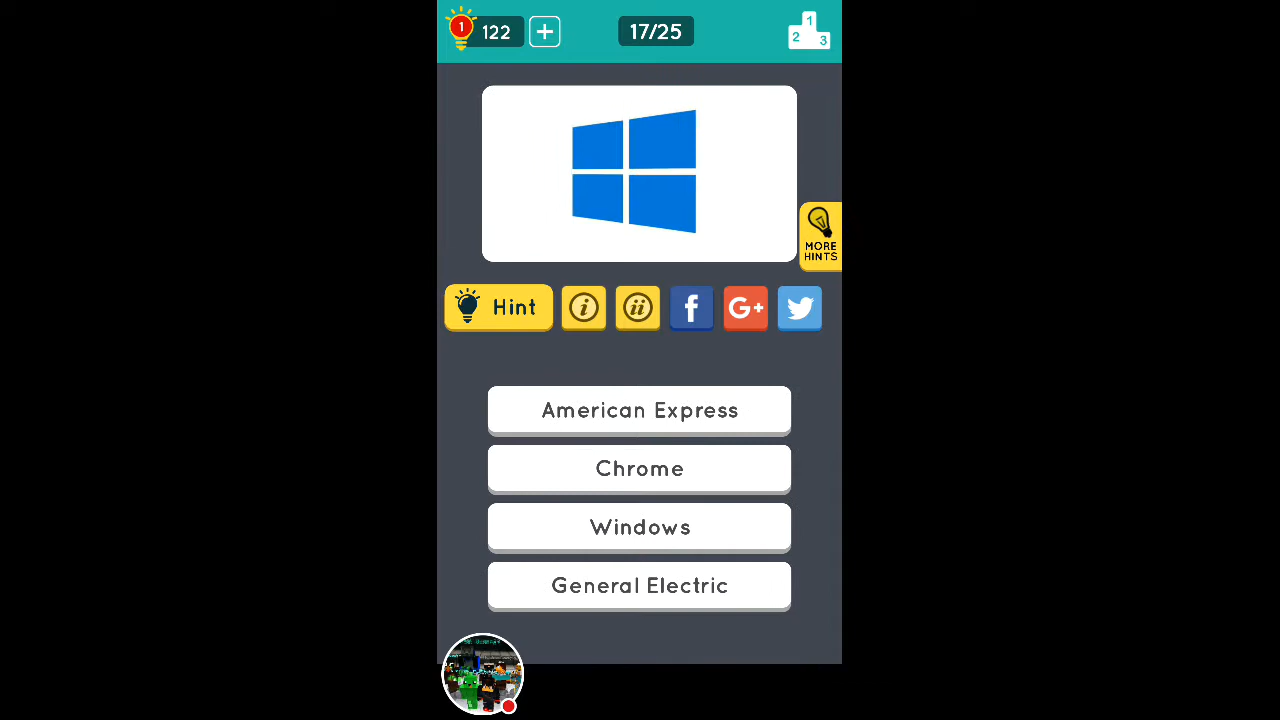 1 122 + 17/25 1 2 3
MORE
HINTS
Hint i ii f G+
American Express
Chrome
Windows
General Electric